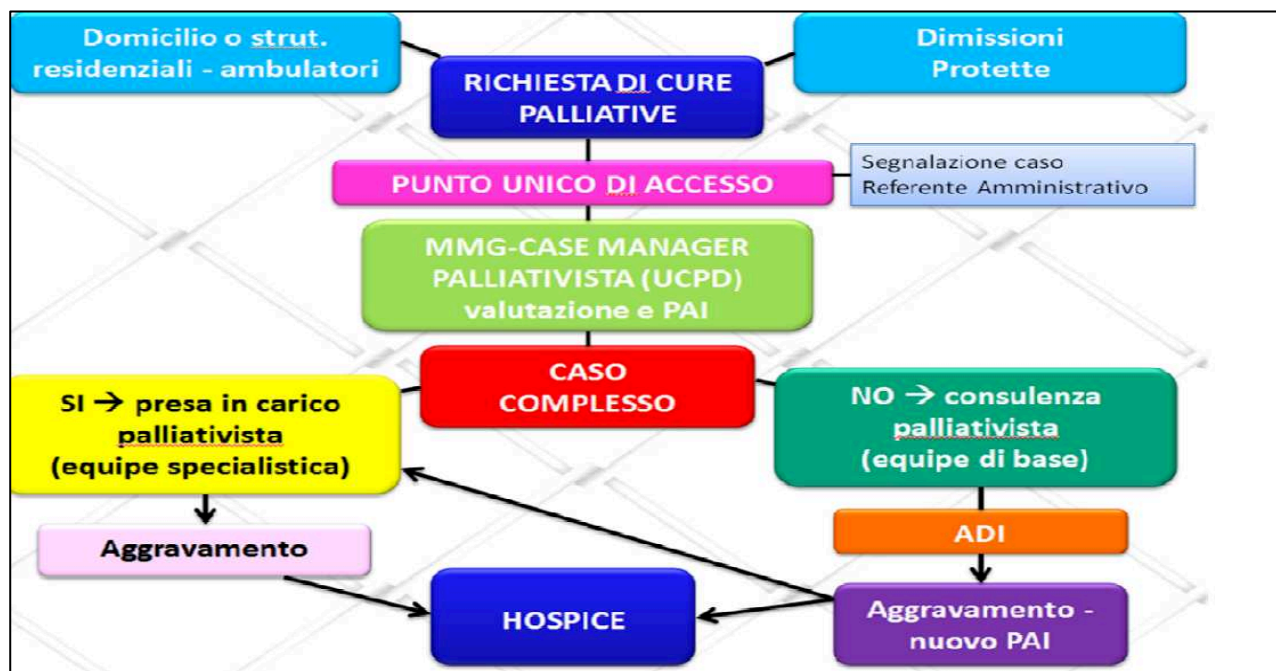 Domicilio o strut.
residenziali - ambulatori
Dimissioni
Protette
RICHIESTA DI CURE
PALLIATIVE
PUNTO UNICO DI ACCESSO
Segnalazione caso
Referente Amministrativo
MMG-CASE MANAGER
PALLIATIVISTA (UCPD)
valutazione e PAI
CASO
COMPLESSO
SI → presa in carico
palliativista
(equipe specialistica)
NO → consulenza
palliativista
(equipe di base)
Aggravamento
ADI
HOSPICE
Aggravamento -
nuovo PAI